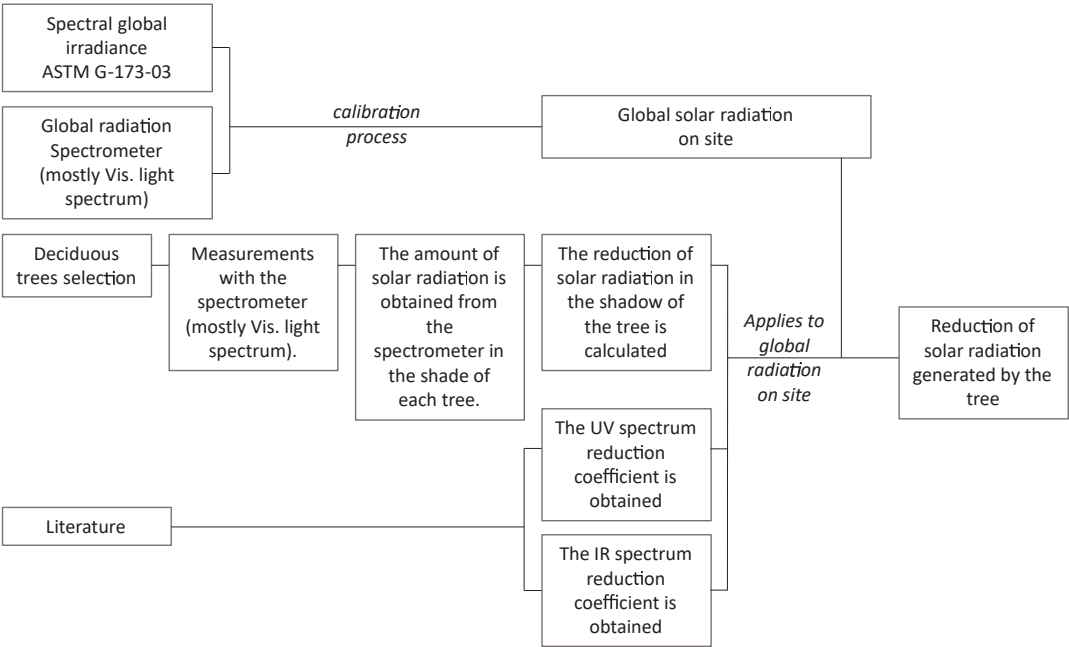 Spectral global
irradiance
ASTM G-173-03
Global radiation
Spectrometer
(mostly Vis. light
spectrum)
calibration
process
Global solar radiation
on site
Deciduous
trees selection
Measurements
with the
spectrometer
(mostly Vis. light
spectrum).
The amount of
solar radiation is
obtained from
the
spectrometer in
the shade of
each tree.
The reduction of
solar radiation in
the shadow of
the tree is
calculated
Applies to
global
radiation
on site
Reduction of
solar radiation
generated by the
tree
The UV spectrum
reduction
coefficient is
obtained
Literature
The IR spectrum
reduction
coefficient is
obtained